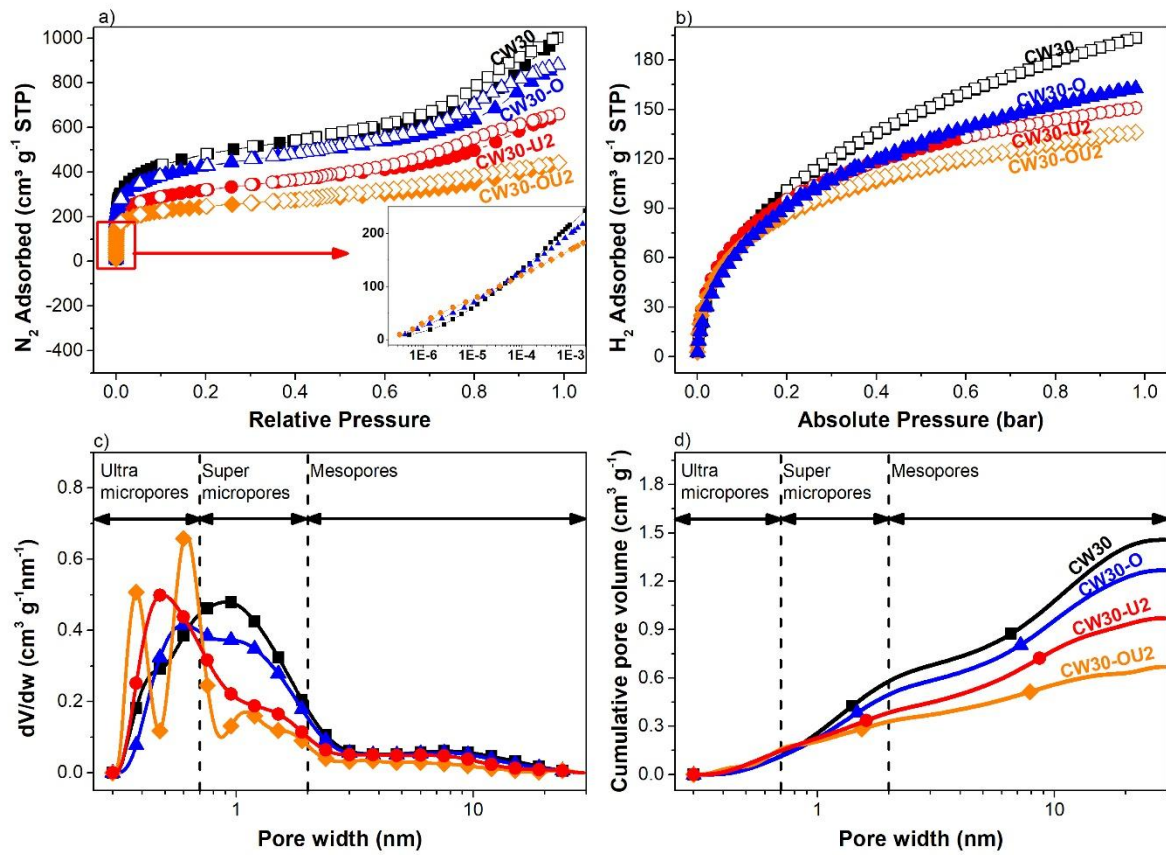 a)
N₂ Adsorbed (cm³ g⁻¹ STP)
1000
800
600
400
200
0
-200
-400
CW30
CW30-O
CW30-U2
CW30-OU2
200
100
0
1E-6 1E-5 1E-4 1E-3
0.0 0.2 0.4 0.6 0.8 1.0
Relative Pressure
b)
H₂ Adsorbed (cm³ g⁻¹ STP)
180
150
120
90
60
30
0
CW30
CW30-O
CW30-U2
CW30-OU2
0.0 0.2 0.4 0.6 0.8 1.0
Absolute Pressure (bar)
c)
dV/dw (cm³ g⁻¹nm⁻¹)
0.8
0.6
0.4
0.2
0.0
Ultra
micropores
Super
micropores
Mesopores
1 10
Pore width (nm)
d)
Cumulative pore volume (cm³ g⁻¹)
1.8
1.5
1.2
0.9
0.6
0.3
0.0
Ultra
micropores
Super
micropores
Mesopores
CW30
CW30-O
CW30-U2
CW30-OU2
1 10
Pore width (nm)